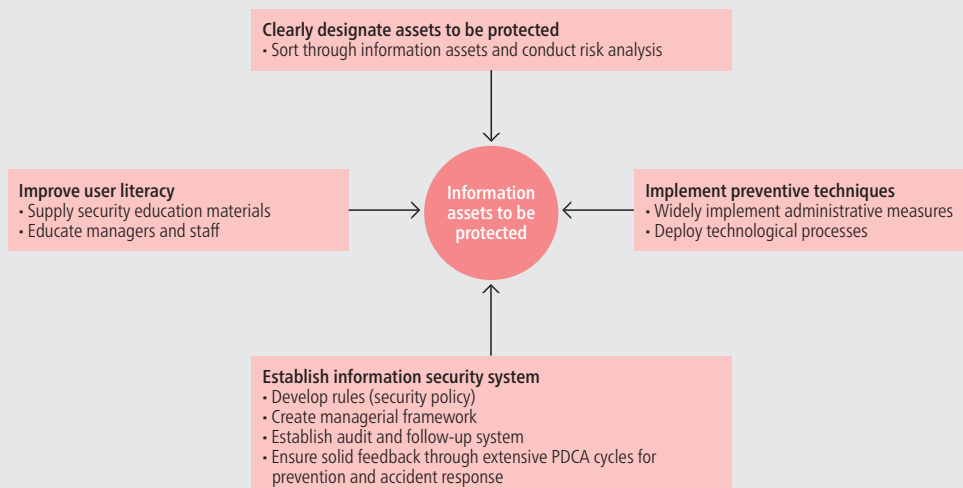 Clearly designate assets to be protected
• Sort through information assets and conduct risk analysis
Improve user literacy
• Supply security education materials
• Educate managers and staff
Information
assets to be
protected
Implement preventive techniques
• Widely implement administrative measures
• Deploy technological processes
Establish information security system
• Develop rules (security policy)
• Create managerial framework
• Establish audit and follow-up system
• Ensure solid feedback through extensive PDCA cycles for
prevention and accident response